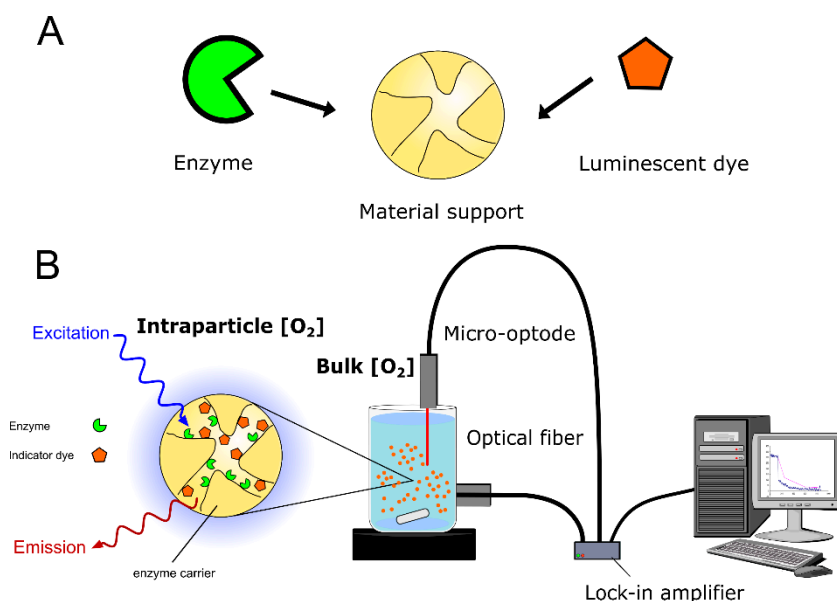 A
Enzyme
Luminescent dye
Material support
B
Excitation
Intraparticle [O₂]
Micro-optode
Bulk [O₂]
Enzyme
Optical fiber
Indicator dye
Emission
enzyme carrier
Lock-in amplifier